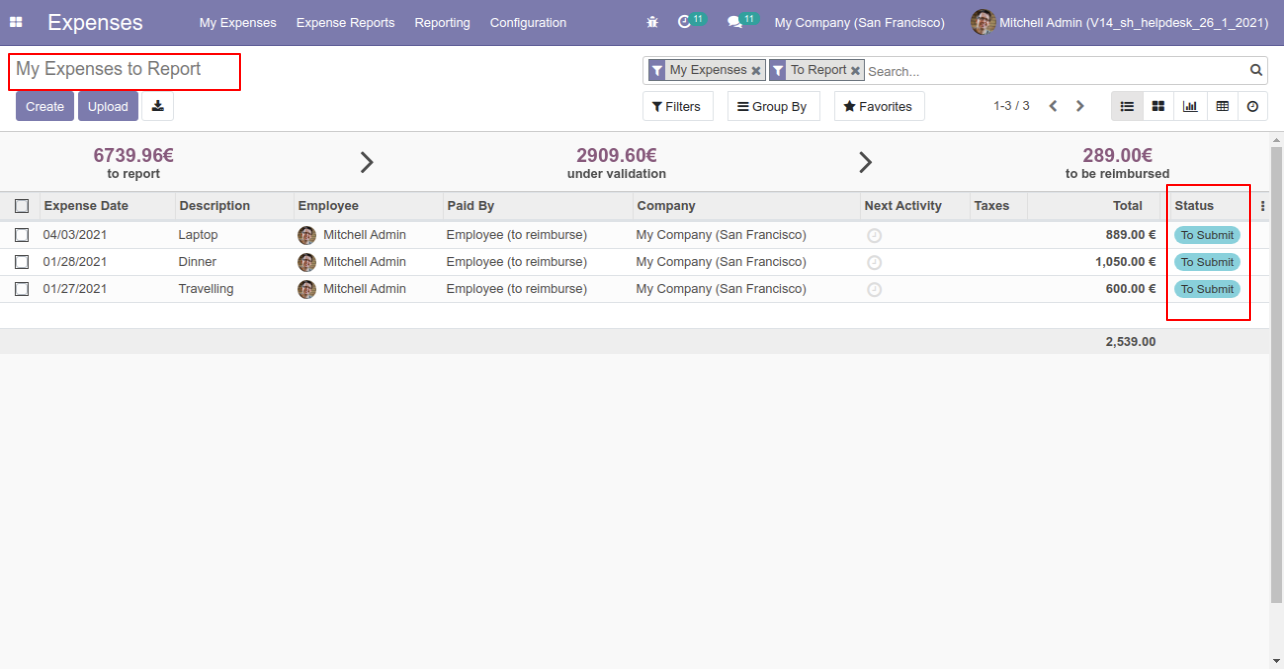 Expenses My Expenses Expense Reports Reporting Configuration 11 11 My Company (San Francisco) Mitchell Admin (V14_sh_helpdesk_26_1_2021)
My Expenses to Report My Expenses To Report Search...
Create Upload Filters Group By Favorites 1-3 / 3
6739.96€ 2909.60€ 289.00€
to report under validation to be reimbursed
Expense Date Description Employee Paid By Company Next Activity Taxes Total Status
04/03/2021 Laptop Mitchell Admin Employee (to reimburse) My Company (San Francisco) 889.00 € To Submit
01/28/2021 Dinner Mitchell Admin Employee (to reimburse) My Company (San Francisco) 1,050.00 € To Submit
01/27/2021 Travelling Mitchell Admin Employee (to reimburse) My Company (San Francisco) 600.00 € To Submit
2,539.00